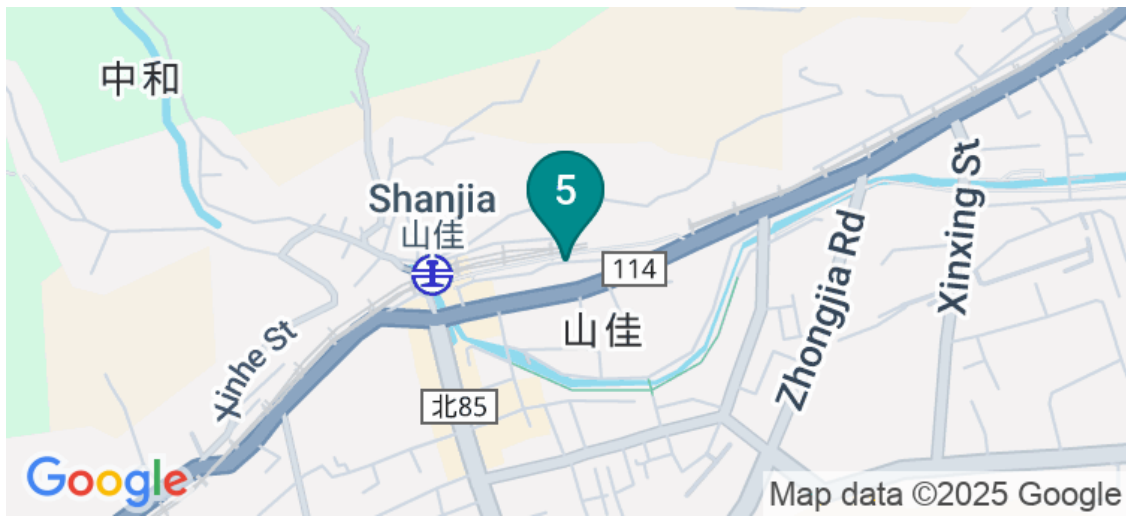 中和
Shanjia
山佳
5
114
山佳
Xinxing St
Zhongjia Rd
Xinhe St
北85
Google
Map data ©2025 Google